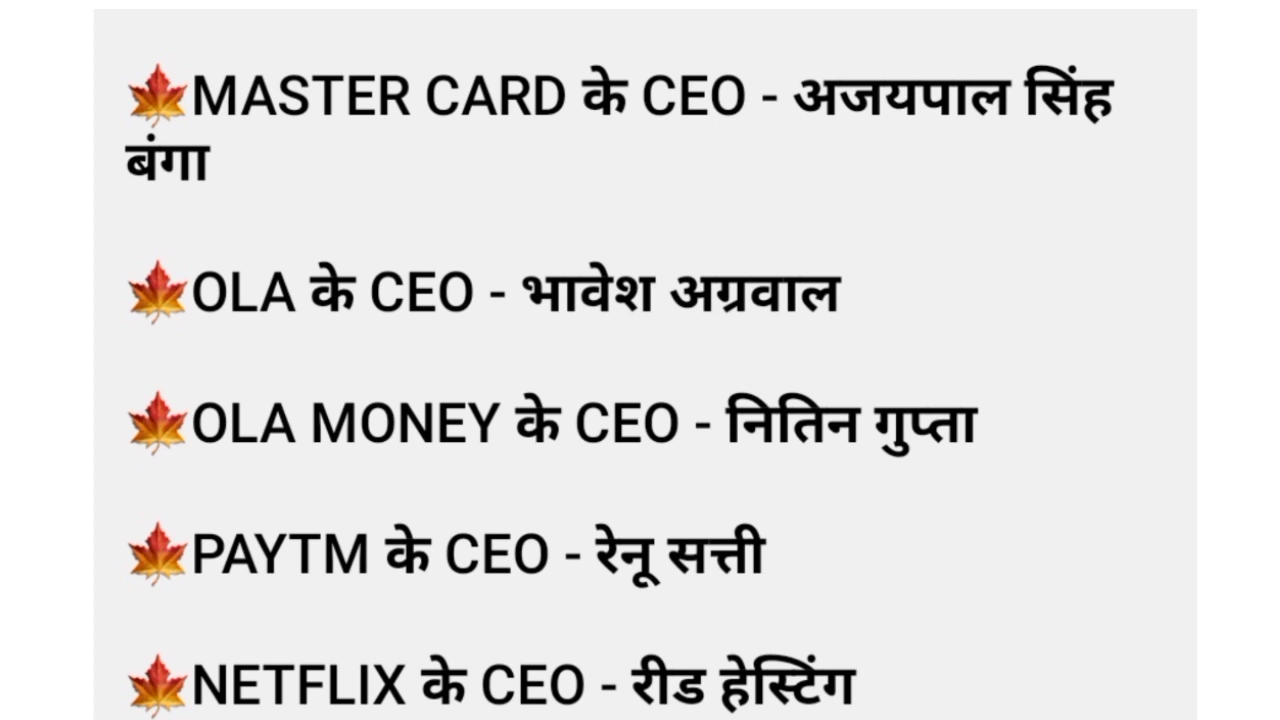 🍁MASTER CARD के CEO - अजयपाल सिंह
बंगा
🍁OLA के CEO - भावेश अग्रवाल
🍁OLA MONEY के CEO - नितिन गुप्ता
🍁PAYTM के CEO - रेनू सत्ती
🍁NETFLIX के CEO - रीड हेस्टिंग